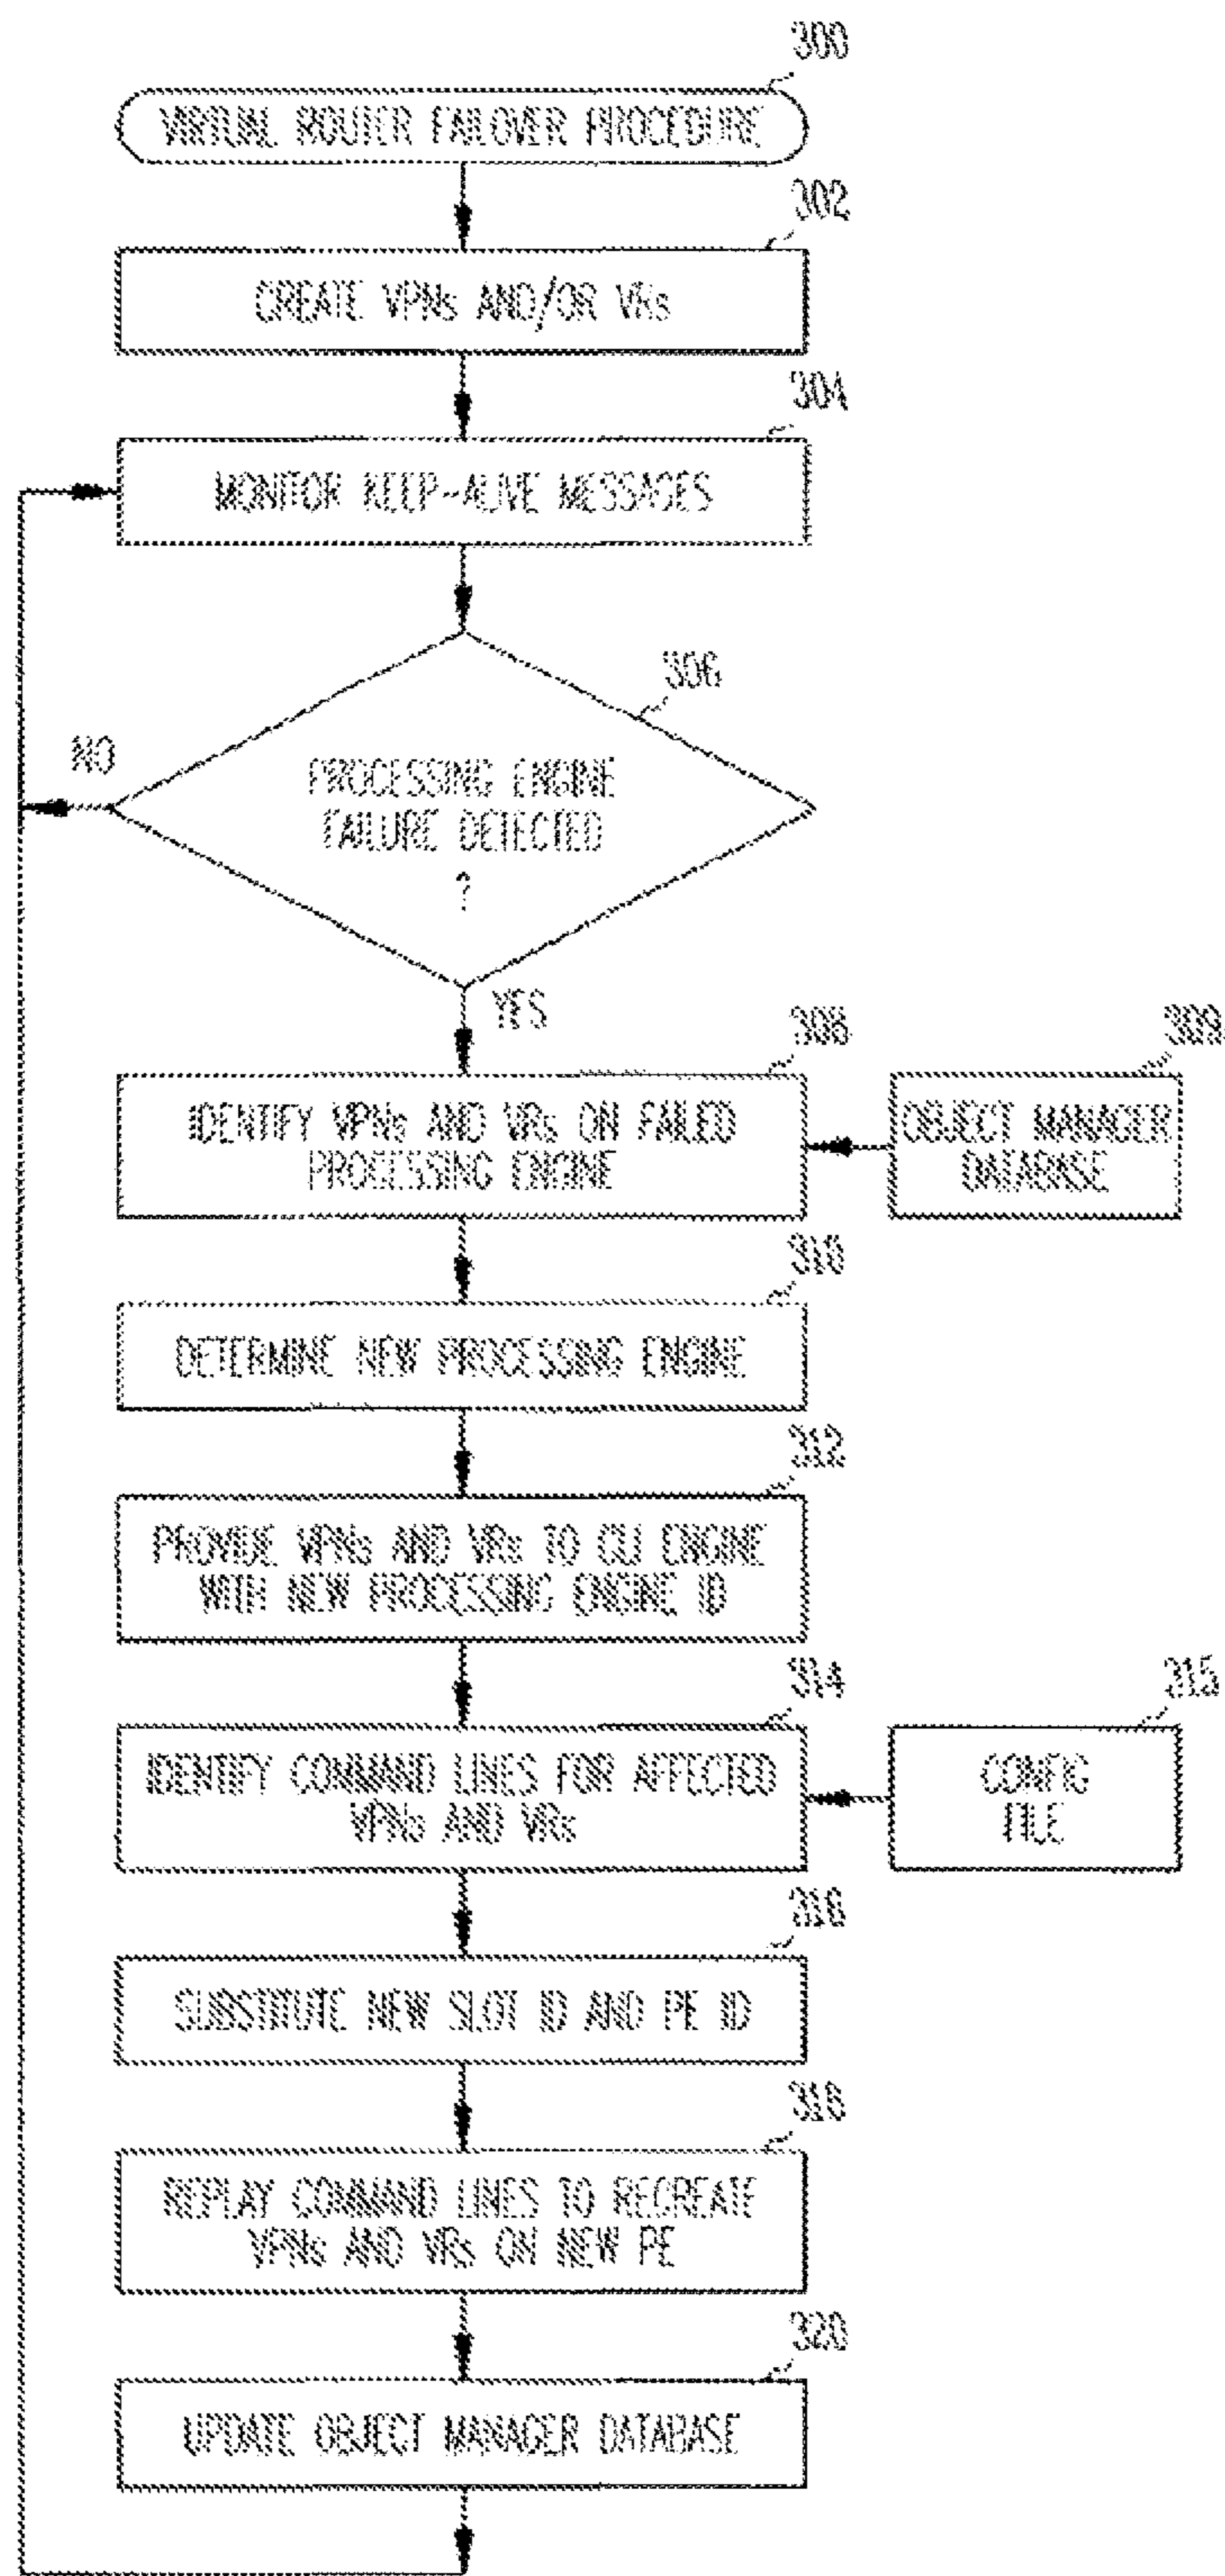 300
VIRTUAL ROUTER FAILOVER PROCEDURE
302
CREATE VPNs AND/OR VRs
304
MONITOR KEEP-ALIVE MESSAGES
306
NO
PROCESSING ENGINE
FAILURE DETECTED
?
YES
308
309
IDENTIFY VPNs AND VRs ON FAILED
PROCESSING ENGINE
OBJECT MANAGER
DATABASE
310
DETERMINE NEW PROCESSING ENGINE
312
PROVIDE VPNs AND VRs TO CLI ENGINE
WITH NEW PROCESSING ENGINE ID
314
315
IDENTIFY COMMAND LINES FOR AFFECTED
VPNs AND VRs
CONFIG
FILE
316
SUBSTITUTE NEW SLOT ID AND PE ID
318
REPLAY COMMAND LINES TO RECREATE
VPNs AND VRs ON NEW PE
320
UPDATE OBJECT MANAGER DATABASE